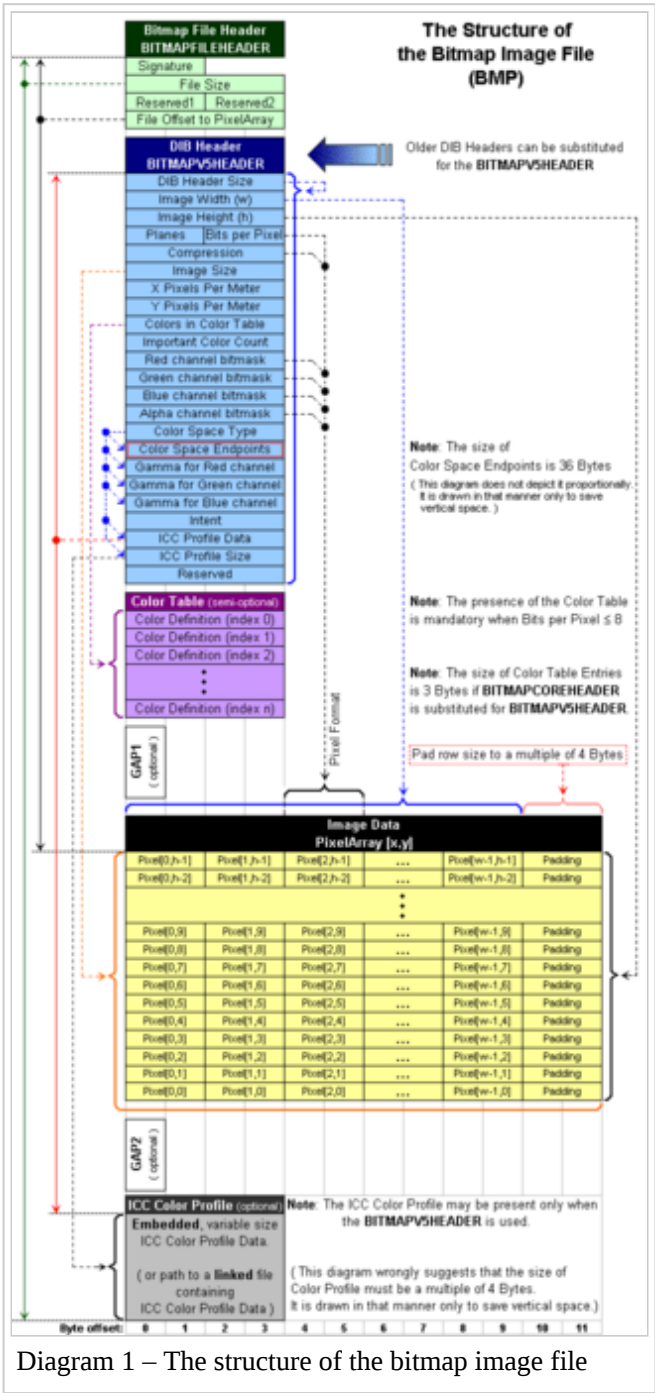 Bitmap File Header
BITMAPFILEHEADER
Signature
File Size
Reserved1 Reserved2
File Offset to PixelArray
The Structure of
the Bitmap Image File
(BMP)
DIB Header
BITMAPV5HEADER
Older DIB Headers can be substituted
for the BITMAPV5HEADER
DIB Header Size
Image Width (w)
Image Height (h)
Planes Bits per Pixel
Compression
Image Size
X Pixels Per Meter
Y Pixels Per Meter
Colors in Color Table
Important Color Count
Red channel bitmask
Green channel bitmask
Blue channel bitmask
Alpha channel bitmask
Color Space Type
Color Space Endpoints
Gamma for Red channel
Gamma for Green channel
Gamma for Blue channel
Intent
ICC Profile Data
ICC Profile Size
Reserved
Note: The size of
Color Space Endpoints is 36 Bytes
( This diagram does not depict it proportionally.
It is drawn in that manner only to save
vertical space. )
Color Table (semi-optional)
Color Definition (index 0)
Color Definition (index 1)
Color Definition (index 2)
Color Definition (index n)
Note: The presence of the Color Table
is mandatory when Bits per Pixel ≤ 8
Note: The size of Color Table Entries
is 3 Bytes if BITMAPCOREHEADER
is substituted for BITMAPV5HEADER.
GAP1
( optional )
Pixel Format
Pad row size to a multiple of 4 Bytes
Image Data
PixelArray [x,y]
Pixel[0,h-1] Pixel[1,h-1] Pixel[2,h-1] ... Pixel[w-1,h-1] Padding
Pixel[0,h-2] Pixel[1,h-2] Pixel[2,h-2] ... Pixel[w-1,h-2] Padding
Pixel[0,9] Pixel[1,9] Pixel[2,9] ... Pixel[w-1,9] Padding
Pixel[0,8] Pixel[1,8] Pixel[2,8] ... Pixel[w-1,8] Padding
Pixel[0,7] Pixel[1,7] Pixel[2,7] ... Pixel[w-1,7] Padding
Pixel[0,6] Pixel[1,6] Pixel[2,6] ... Pixel[w-1,6] Padding
Pixel[0,5] Pixel[1,5] Pixel[2,5] ... Pixel[w-1,5] Padding
Pixel[0,4] Pixel[1,4] Pixel[2,4] ... Pixel[w-1,4] Padding
Pixel[0,3] Pixel[1,3] Pixel[2,3] ... Pixel[w-1,3] Padding
Pixel[0,2] Pixel[1,2] Pixel[2,2] ... Pixel[w-1,2] Padding
Pixel[0,1] Pixel[1,1] Pixel[2,1] ... Pixel[w-1,1] Padding
Pixel[0,0] Pixel[1,0] Pixel[2,0] ... Pixel[w-1,0] Padding
GAP2
( optional )
ICC Color Profile (optional)
Embedded, variable size
ICC Color Profile Data.
( or path to a linked file
containing
ICC Color Profile Data )
Note: The ICC Color Profile may be present only when
the BITMAPV5HEADER is used.
( This diagram wrongly suggests that the size of
Color Profile must be a multiple of 4 Bytes.
It is drawn in that manner only to save vertical space.)
Byte offset: 0 1 2 3 4 5 6 7 8 9 10 11
Diagram 1 – The structure of the bitmap image file